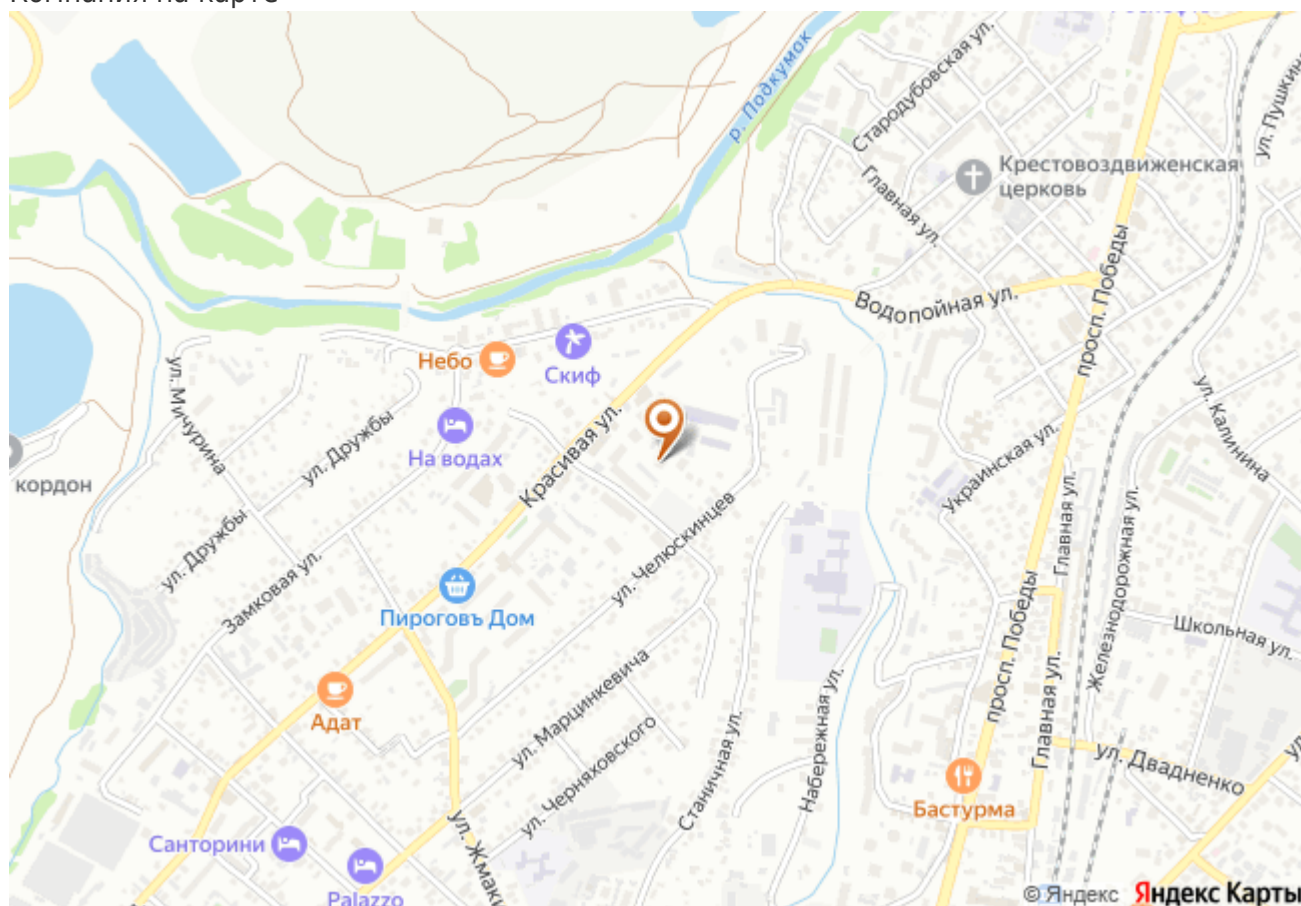 р. Подкумок
Стародубовская ул.
ул. Пушкина
Крестовоздвиженская
церковь
Главная ул.
просп. Победы
Водопойная ул.
Небо
Скиф
ул. Мичурина
ул. Дружбы
На водах
Красивая ул.
ул. Калинина
кордон
Украинская ул.
Главная ул.
Железнодорожная ул.
ул. Дружбы
Замковая ул.
ул. Челюскинцев
Пироговъ Дом
просп. Победы
Школьная ул.
Адат
ул. Марцинкевича
ул. Черняховского
Станичная ул.
Набережная ул.
Главная ул.
ул. Двадненко
Бастурма
Санторини
Palazzo
© Яндекс Яндекс Карты